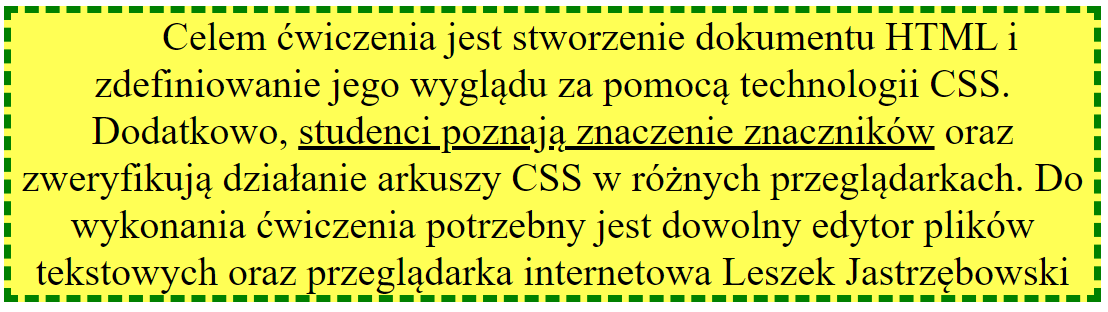 Celem ćwiczenia jest stworzenie dokumentu HTML i
zdefiniowanie jego wyglądu za pomocą technologii CSS.
Dodatkowo, studenci poznają znaczenie znaczników oraz
zweryfikują działanie arkuszy CSS w różnych przeglądarkach. Do
wykonania ćwiczenia potrzebny jest dowolny edytor plików
tekstowych oraz przeglądarka internetowa Leszek Jastrzębowski